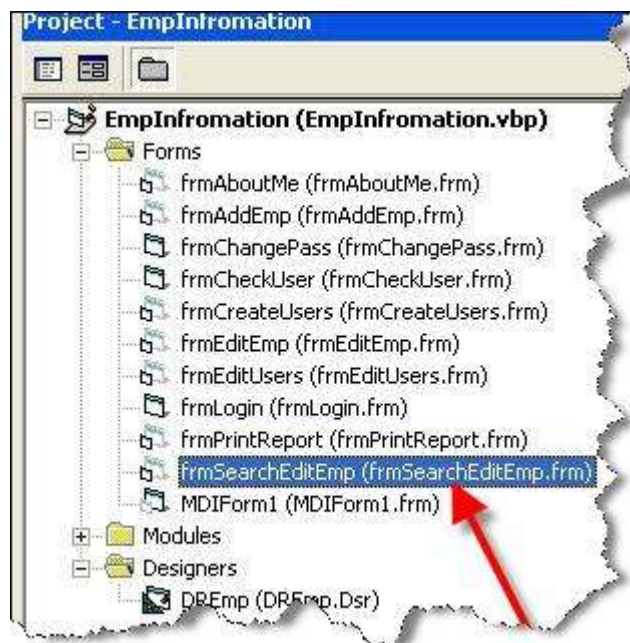 Project - EmpInfromation
EmpInfromation (EmpInfromation.vbp)
Forms
frmAboutMe (frmAboutMe.frm)
frmAddEmp (frmAddEmp.frm)
frmChangePass (frmChangePass.frm)
frmCheckUser (frmCheckUser.frm)
frmCreateUsers (frmCreateUsers.frm)
frmEditEmp (frmEditEmp.frm)
frmEditUsers (frmEditUsers.frm)
frmLogin (frmLogin.frm)
frmPrintReport (frmPrintReport.frm)
frmSearchEditEmp (frmSearchEditEmp.frm)
MDIForm1 (MDIForm1.frm)
Modules
Designers
DREmp (DREmp.Dsr)